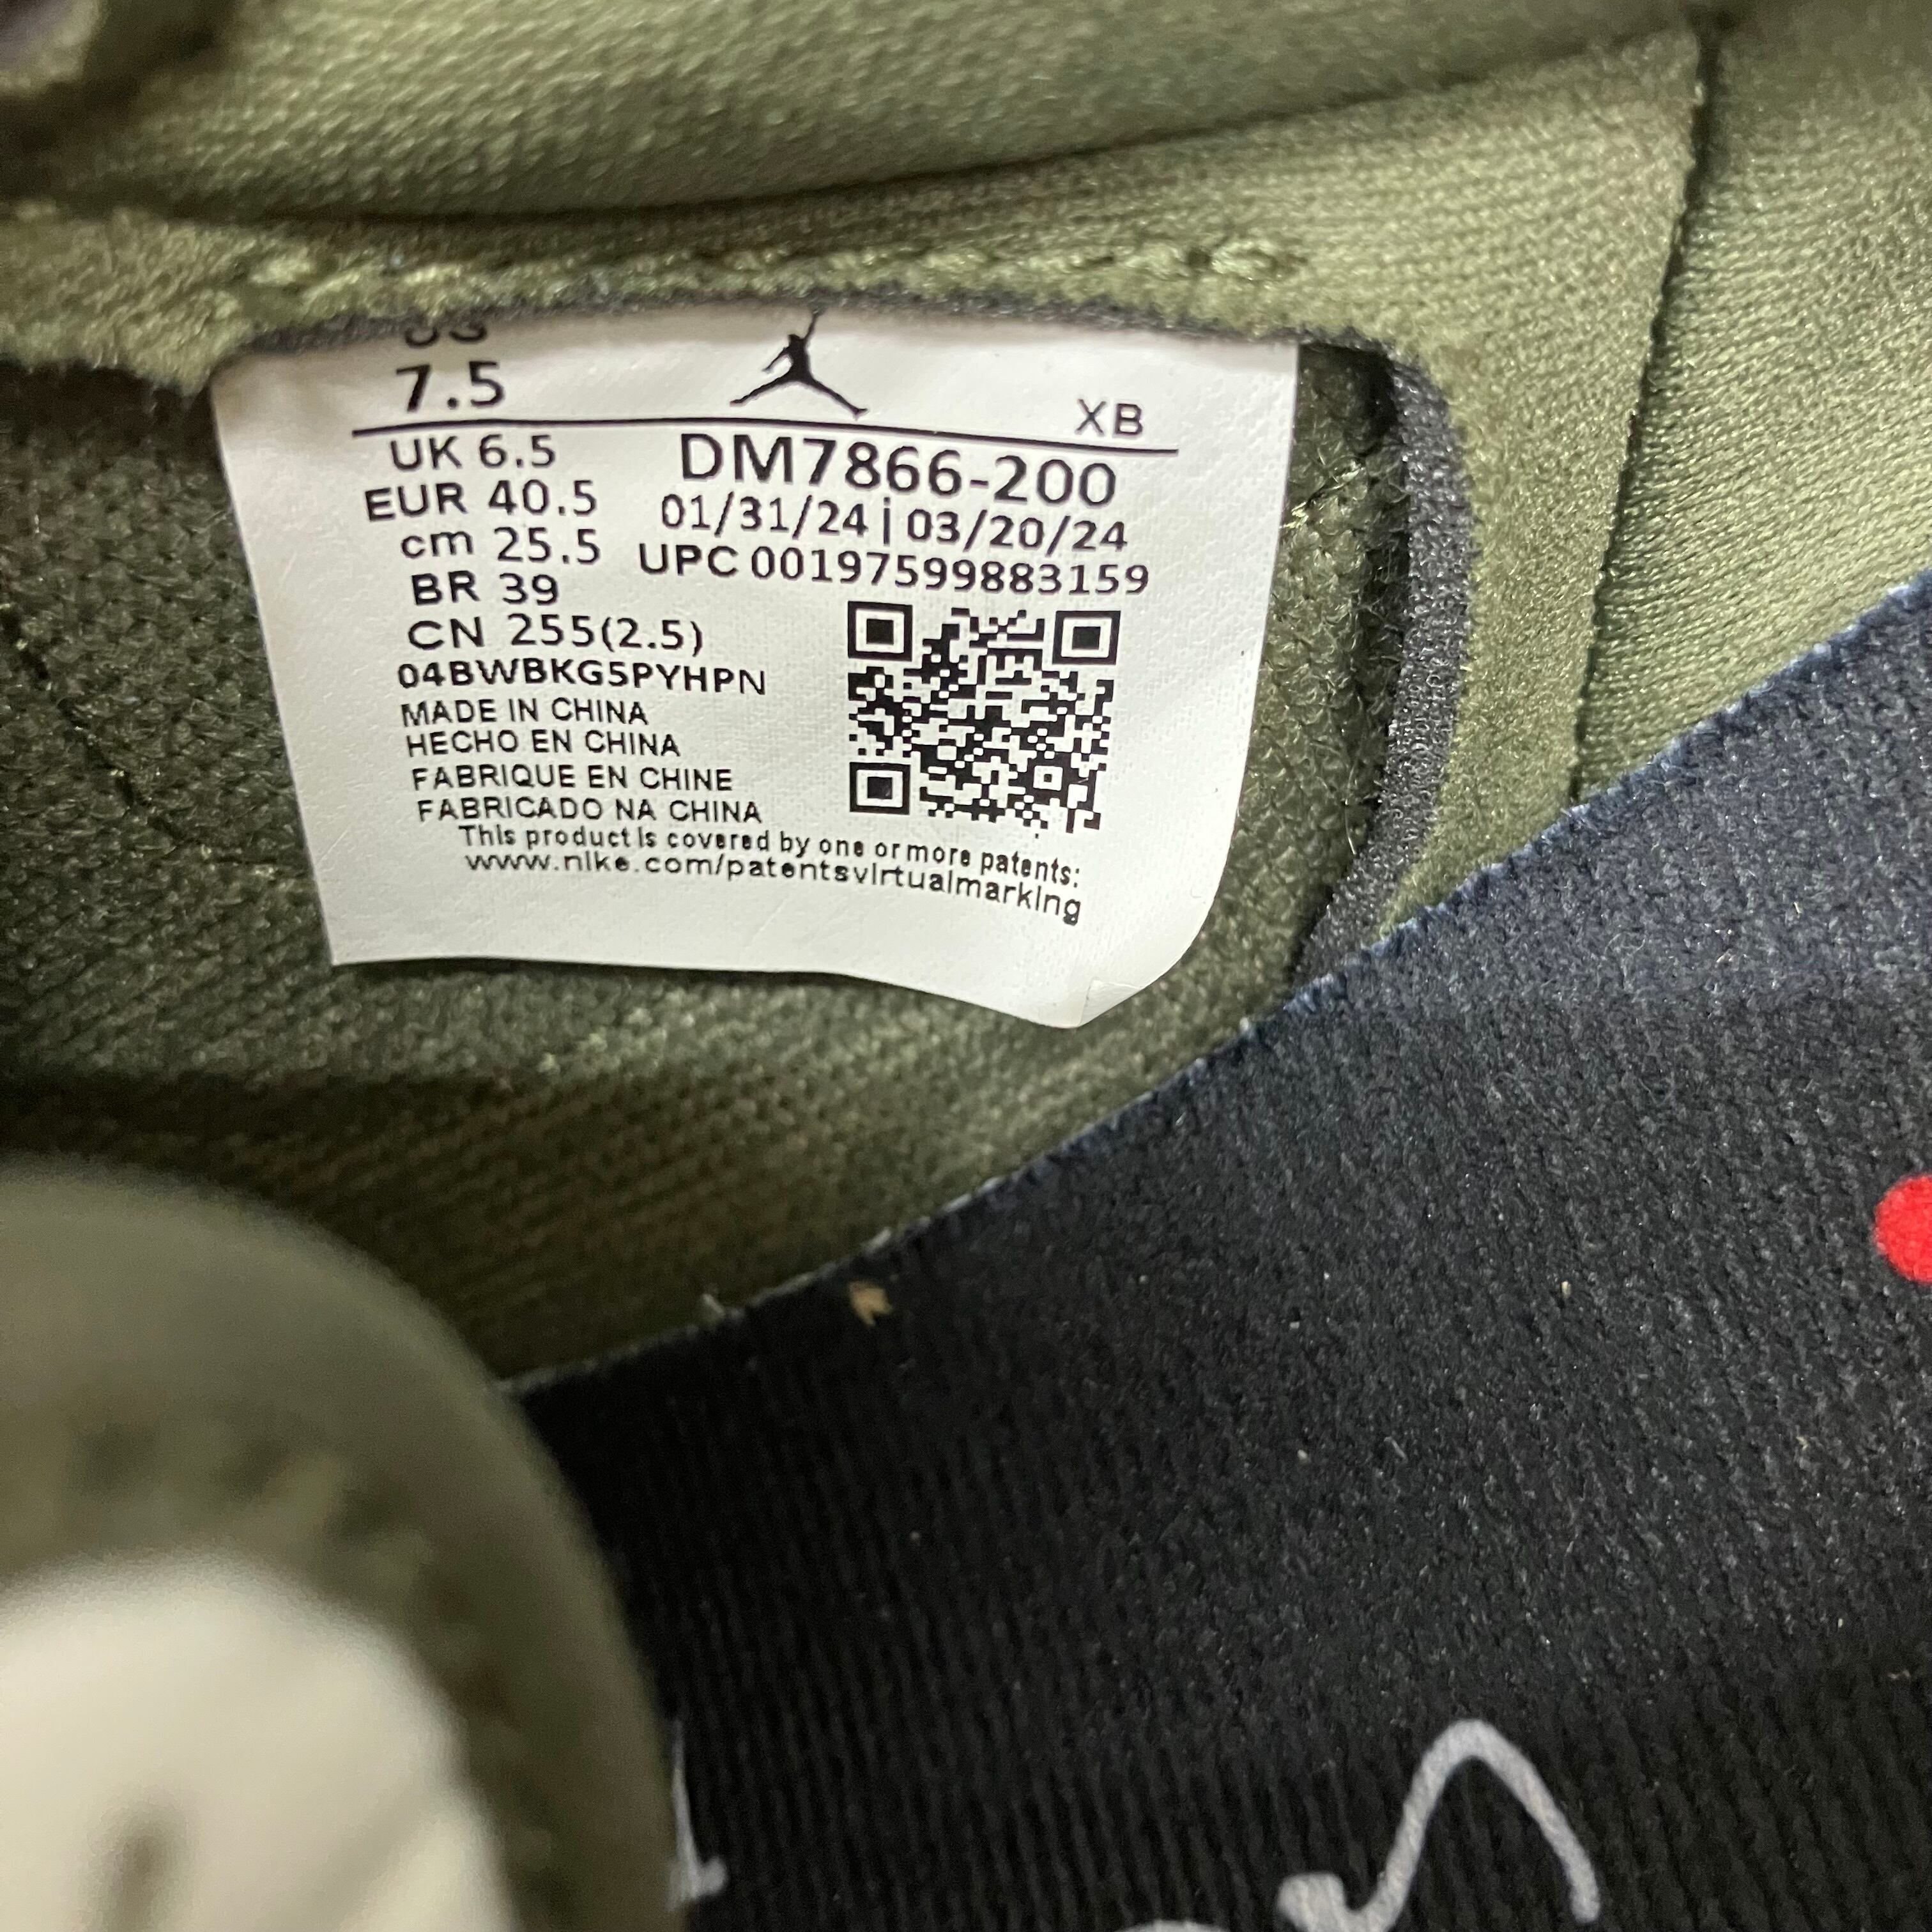 US
7.5
XB
UK 6.5
EUR 40.5
cm 25.5
BR 39
CN 255(2.5)
DM7866-200
01/31/24 | 03/20/24
UPC 00197599883159
04BWBKG5PYHPN
MADE IN CHINA
HECHO EN CHINA
FABRIQUE EN CHINE
FABRICADO NA CHINA
This product is covered by one or more patents:
www.nike.com/patentsvirtualmarking